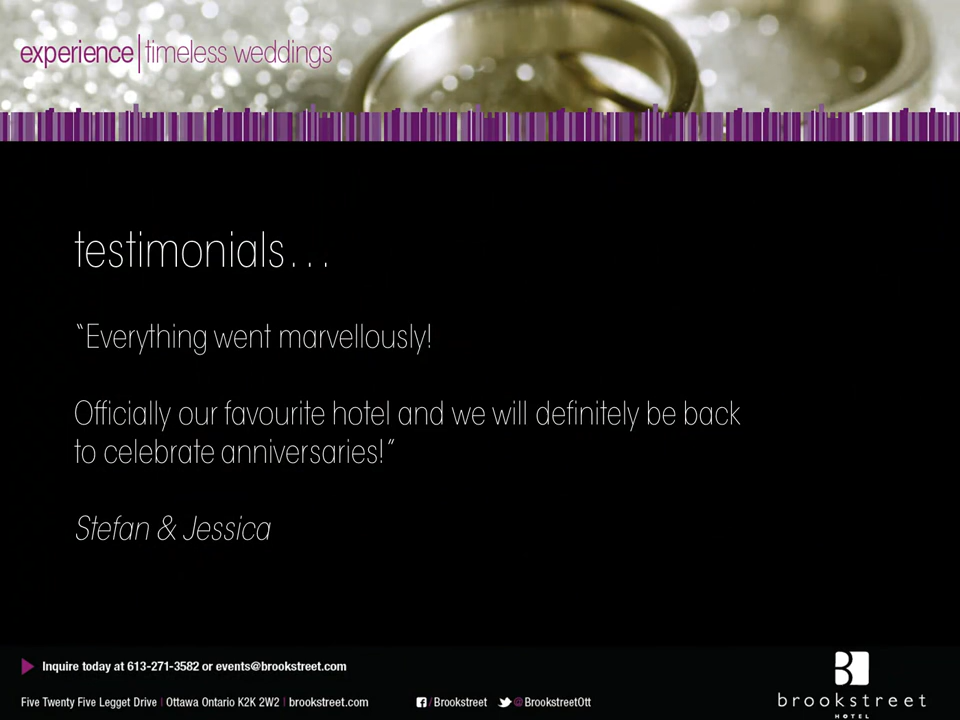 experience|timeless weddings
testimonials...
“Everything went marvellously!
Officially our favourite hotel and we will definitely be back
to celebrate anniversaries!”
Stefan & Jessica
Inquire today at 613-271-3582 or events@brookstreet.com
Five Twenty Five Legget Drive | Ottawa Ontario K2K 2W2 | brookstreet.com
/ Brookstreet @BrookstreetOtt
brookstreet
HOTEL